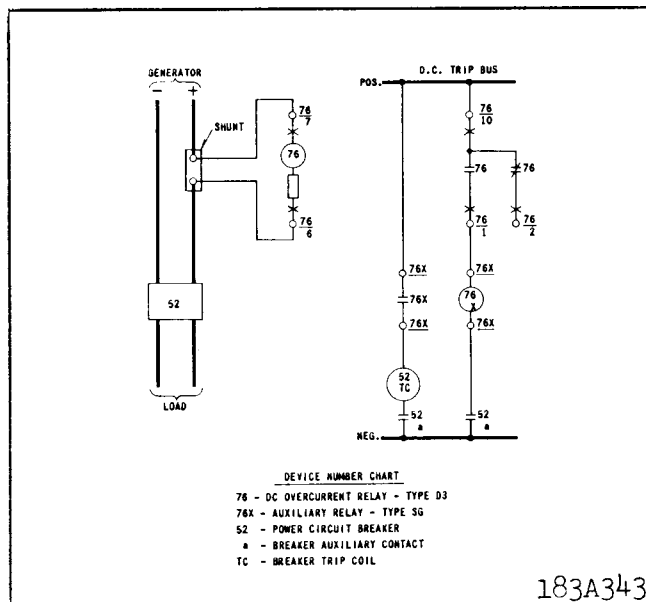 GENERATOR
- +
SHUNT
76
7
76
76
6
52
LOAD
D.C. TRIP BUS
POS.
76
10
76
76
76
1
76
2
76X
76X
76X
76
X
76X
76X
52
TC
52
a
52
a
NEG.
DEVICE NUMBER CHART
76 - DC OVERCURRENT RELAY - TYPE D3
76X - AUXILIARY RELAY - TYPE SG
52 - POWER CIRCUIT BREAKER
a - BREAKER AUXILIARY CONTACT
TC - BREAKER TRIP COIL
183A343